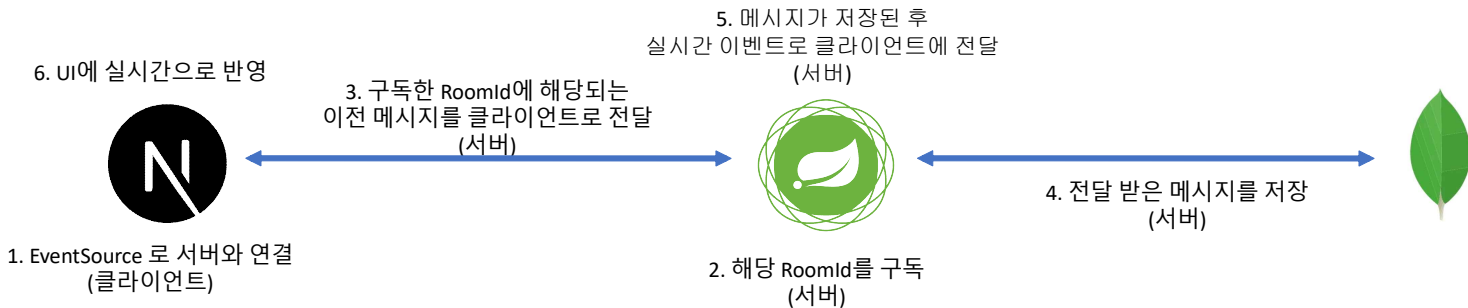 6. UI에 실시간으로 반영
1. EventSource 로 서버와 연결
(클라이언트)
3. 구독한 RoomId에 해당되는
이전 메시지를 클라이언트로 전달
(서버)
5. 메시지가 저장된 후
실시간 이벤트로 클라이언트에 전달
(서버)
2. 해당 RoomId를 구독
(서버)
4. 전달 받은 메시지를 저장
(서버)